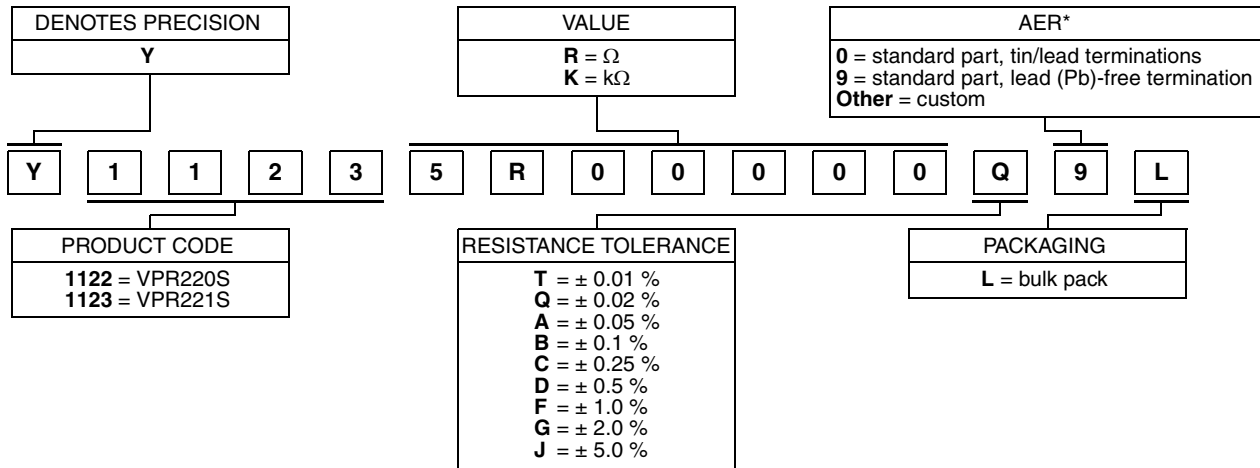 DENOTES PRECISION
Y
VALUE
R = Ω
K = kΩ
AER*
0 = standard part, tin/lead terminations
9 = standard part, lead (Pb)-free termination
Other = custom
Y 1 1 2 3 5 R 0 0 0 0 0 Q 9 L
PRODUCT CODE
1122 = VPR220S
1123 = VPR221S
RESISTANCE TOLERANCE
T = ± 0.01 %
Q = ± 0.02 %
A = ± 0.05 %
B = ± 0.1 %
C = ± 0.25 %
D = ± 0.5 %
F = ± 1.0 %
G = ± 2.0 %
J = ± 5.0 %
PACKAGING
L = bulk pack